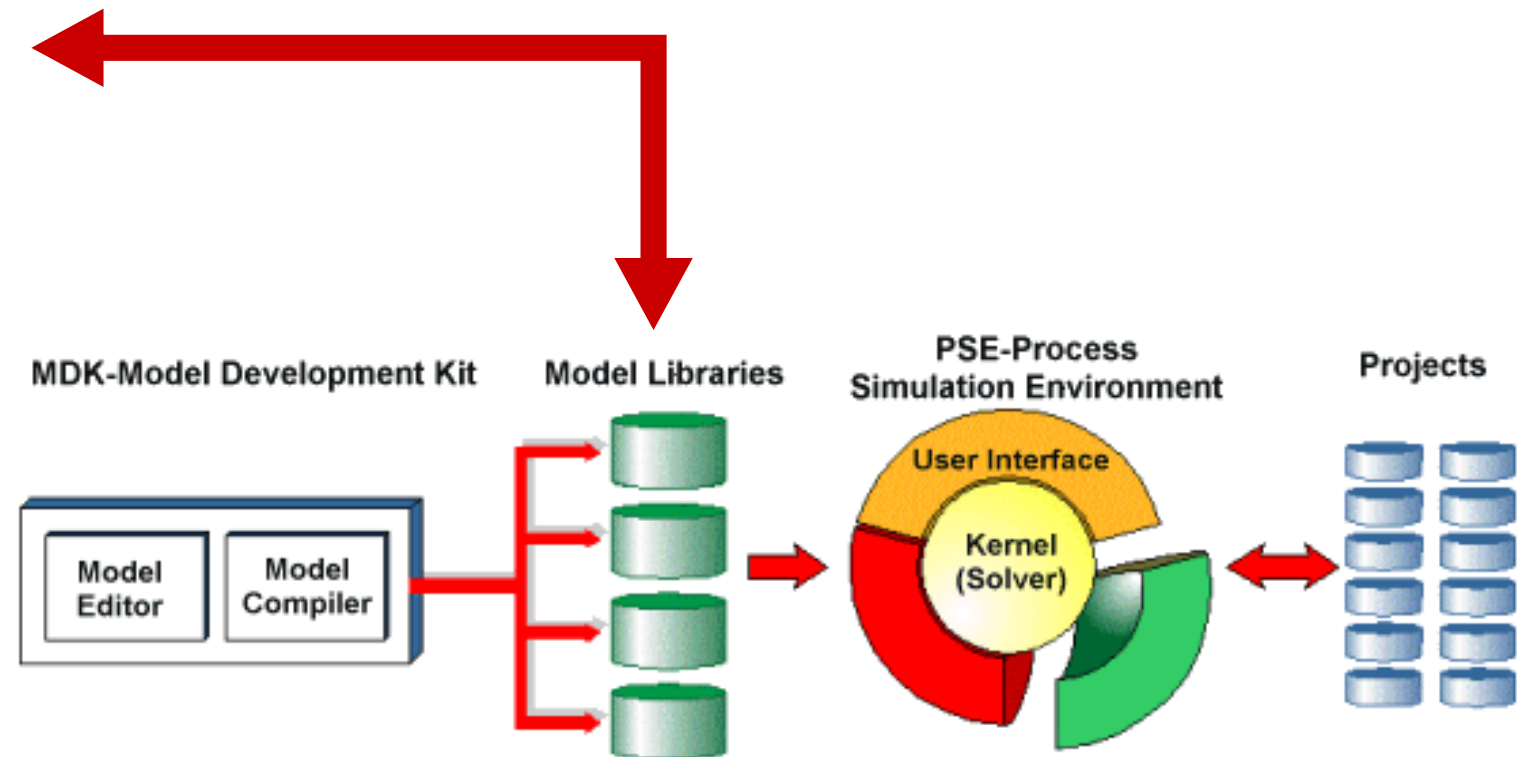 MDK-Model Development Kit
Model Libraries
PSE-Process
Simulation Environment
Projects
Model
Editor
Model
Compiler
User Interface
Kernel
(Solver)